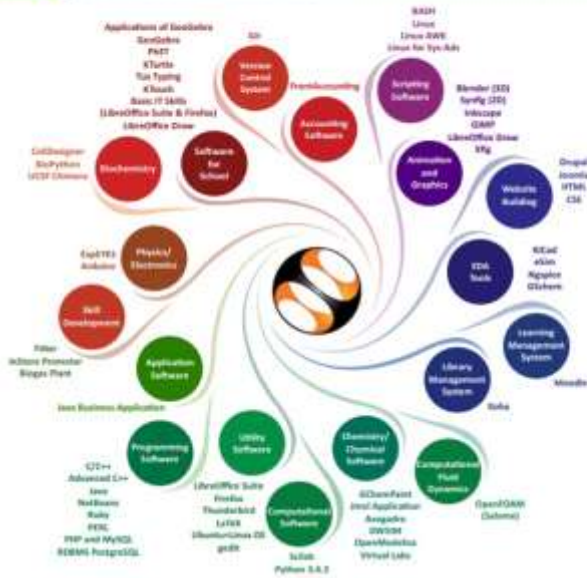 Applications of GeoGebra
GeoGebra
PhET
KTurtle
Tux Typing
KTouch
Basic IT Skills
(LibreOffice Suite & Firefox)
LibreOffice Draw
Software for School
Git
Version Control System
FrontAccounting
Accounting Software
BASH
Linux
Linux AWK
Linux for Sys-Ads
Scripting Software
Blender (3D)
Synfig (2D)
Inkscape
GIMP
LibreOffice Draw
Xfig
Animation and Graphics
Drupal
Joomla
HTML
CSS
Website Building
KiCad
eSim
Ngspice
OSchem
EDA Tools
Learning Management System
Moodle
Library Management System
Koha
Computational Fluid Dynamics
OpenFOAM
Chemistry/ Chemical Software
GChemPaint
Jmol Application
Avogadro
DWSIM
OpenModelica
Virtual Labs
Computational Software
Scilab
Python 3.4.3
Utility Software
LibreOffice Suite
Firefox
Thunderbird
LaTeX
Ubuntu-Linux OS
gedit
Programming Software
C/C++
Advanced C++
Java
NetBeans
Ruby
PERL
PHP and MySQL
RDBMS PostgreSQL
Application Software
Java Business Application
Skill Development
Filter
InStore Promoter
Biogas Plant
Physics/ Electronics
ExpEYES
Arduino
Biochemistry
CellDesigner
BioPython
UCSF Chimera